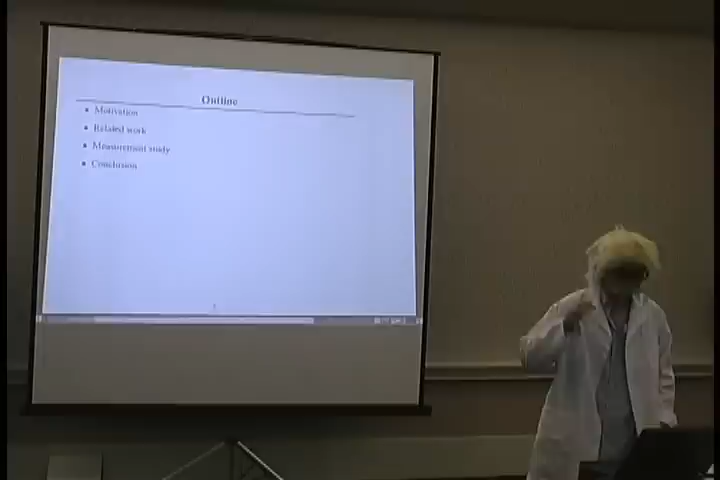 Outline
Motivation
Related work
Measurement study
Conclusion